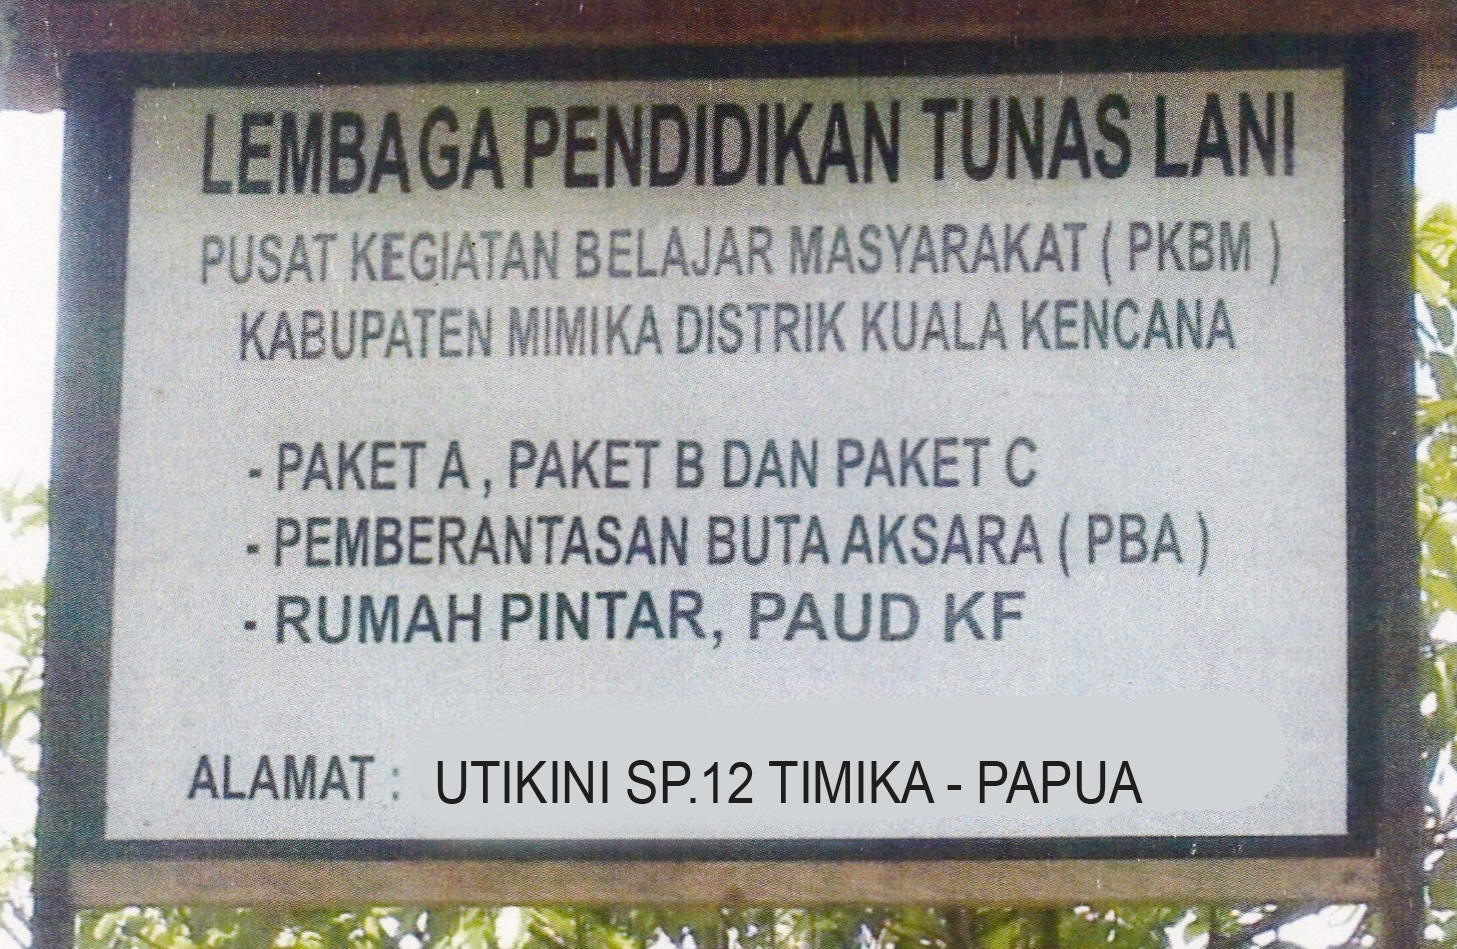 LEMBAGA PENDIDIKAN TUNAS LANI
PUSAT KEGIATAN BELAJAR MASYARAKAT ( PKBM )
KABUPATEN MIMIKA DISTRIK KUALA KENCANA
- PAKET A , PAKET B DAN PAKET C
- PEMBERANTASAN BUTA AKSARA ( PBA )
- RUMAH PINTAR, PAUD KF
ALAMAT : UTIKINI SP.12 TIMIKA - PAPUA